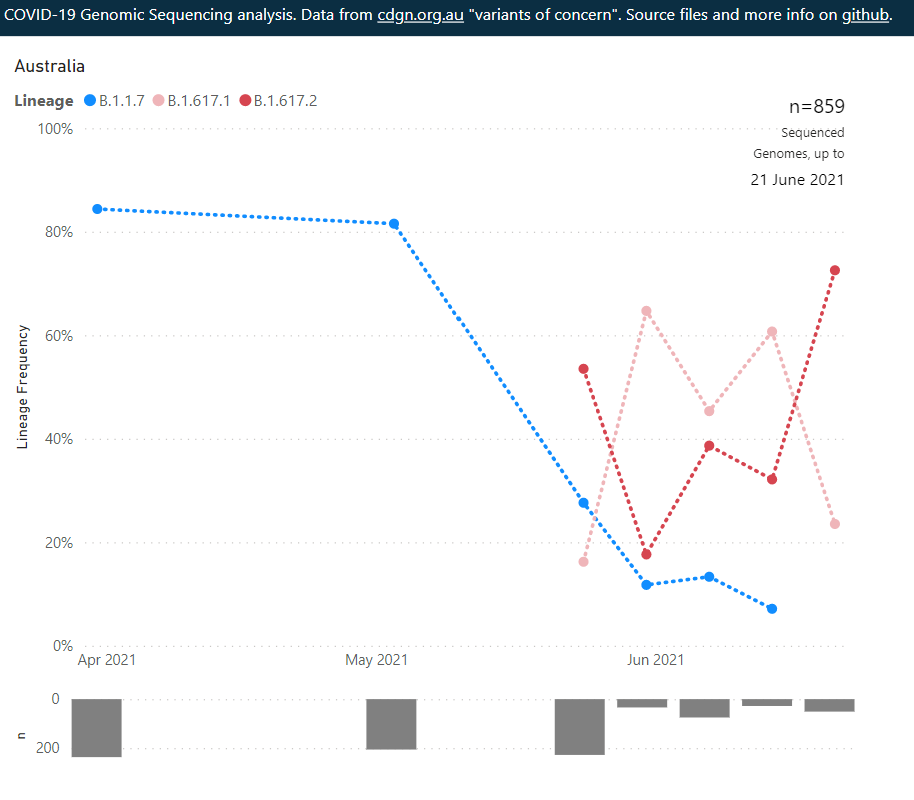 COVID-19 Genomic Sequencing analysis. Data from cdgn.org.au "variants of concern". Source files and more info on github.
Australia
Lineage B.1.1.7 B.1.617.1 B.1.617.2
n=859
Sequenced
Genomes, up to
21 June 2021
100%
80%
60%
40%
20%
0%
Lineage Frequency
Apr 2021 May 2021 Jun 2021
0
200
n